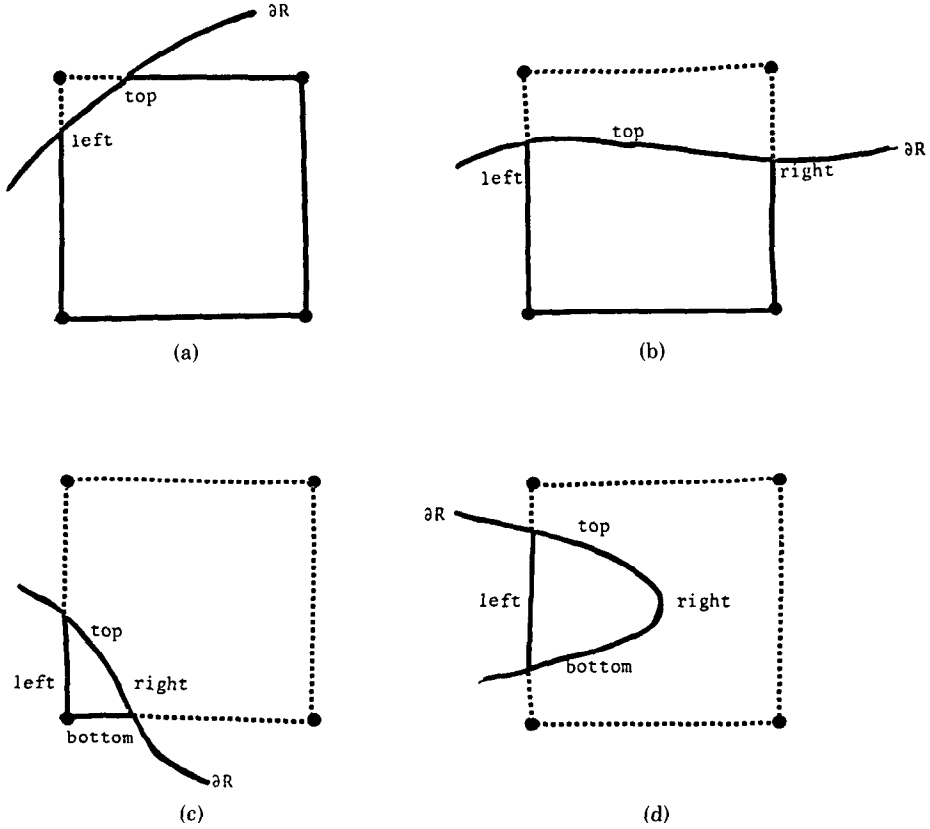 ∂R
top
left
(a)
top
∂R
left
right
(b)
top
left
right
bottom
∂R
(c)
∂R
top
left
right
bottom
(d)